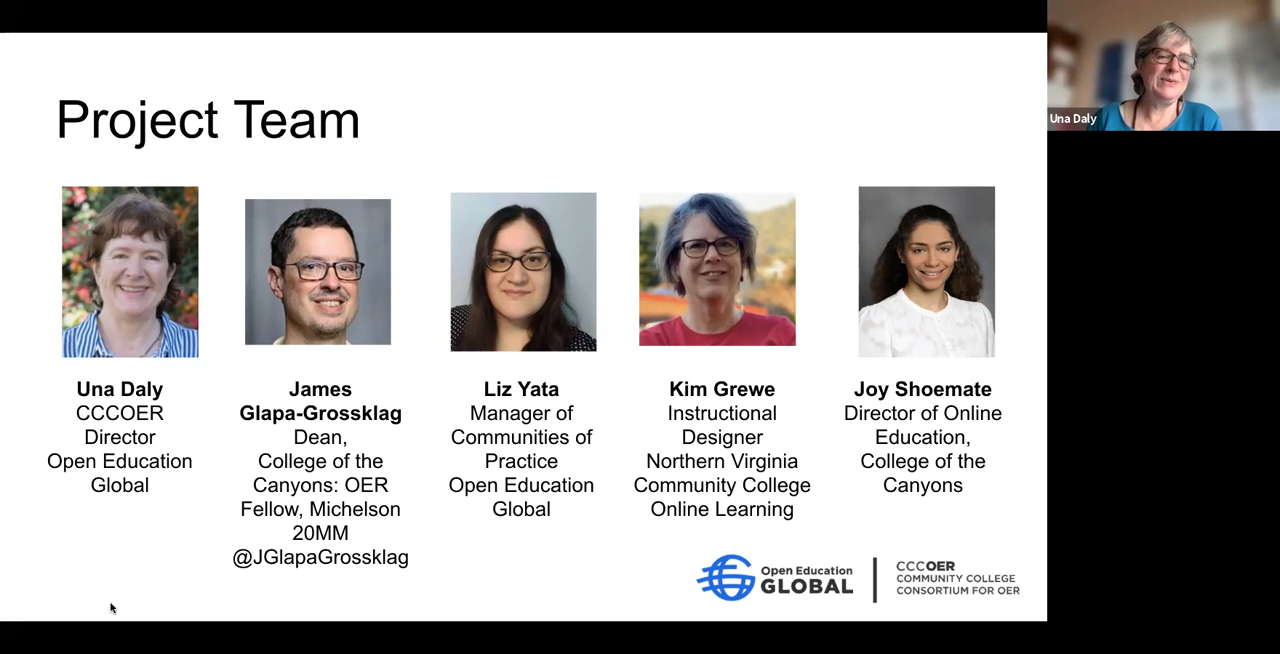 Project Team
Una Daly
Una Daly
CCCOER
Director
Open Education
Global
James
Glapa-Grossklag
Dean,
College of the
Canyons: OER
Fellow, Michelson
20MM
@JGlapaGrossklag
Liz Yata
Manager of
Communities of
Practice
Open Education
Global
Kim Grewe
Instructional
Designer
Northern Virginia
Community College
Online Learning
Joy Shoemate
Director of Online
Education,
College of the
Canyons
Open Education
GLOBAL
CCCOER
COMMUNITY COLLEGE
CONSORTIUM FOR OER